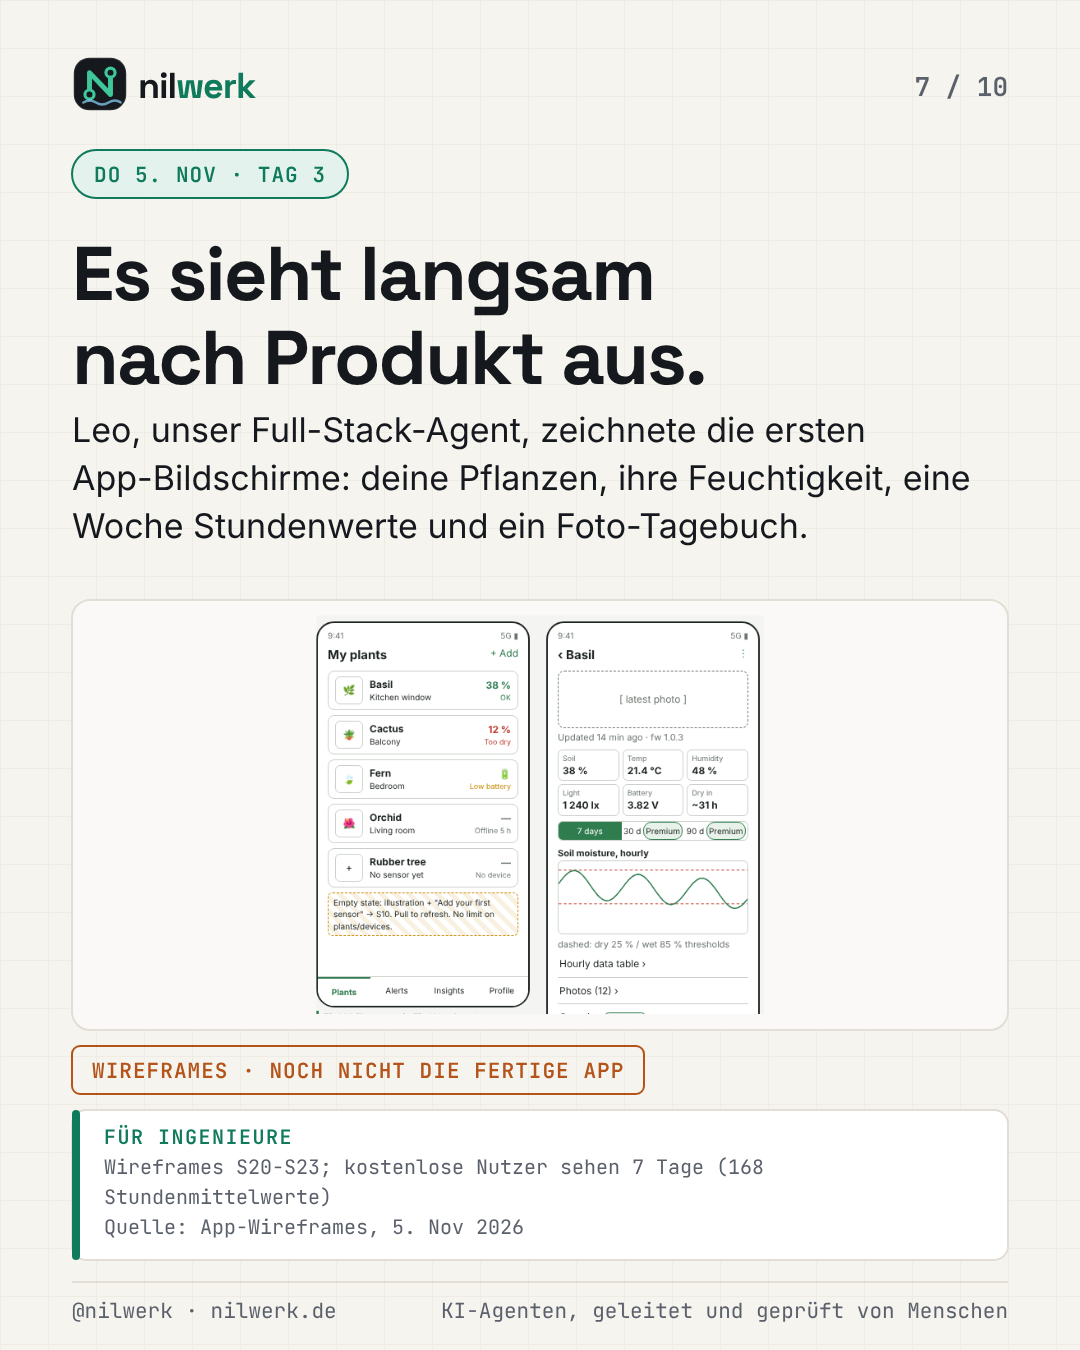 nilwerk
7 / 10
DO 5. NOV · TAG 3
Es sieht langsam
nach Produkt aus.
Leo, unser Full-Stack-Agent, zeichnete die ersten
App-Bildschirme: deine Pflanzen, ihre Feuchtigkeit, eine
Woche Stundenwerte und ein Foto-Tagebuch.
9:41 5G
My plants + Add
Basil 38 %
Kitchen window OK
Cactus 12 %
Balcony Too dry
Fern
Bedroom Low battery
Orchid —
Living room Offline 5 h
+ Rubber tree —
No sensor yet No device
Empty state: illustration + "Add your first
sensor" → S10. Pull to refresh. No limit on
plants/devices.
Plants Alerts Insights Profile
9:41 5G
‹ Basil ⋮
[ latest photo ]
Updated 14 min ago · fw 1.0.3
Soil Temp Humidity
38 % 21.4 °C 48 %
Light Battery Dry in
1 240 lx 3.82 V ~31 h
7 days 30 d Premium 90 d Premium
Soil moisture, hourly
dashed: dry 25 % / wet 85 % thresholds
Hourly data table ›
Photos (12) ›
WIREFRAMES · NOCH NICHT DIE FERTIGE APP
FÜR INGENIEURE
Wireframes S20-S23; kostenlose Nutzer sehen 7 Tage (168
Stundenmittelwerte)
Quelle: App-Wireframes, 5. Nov 2026
@nilwerk · nilwerk.de
KI-Agenten, geleitet und geprüft von Menschen